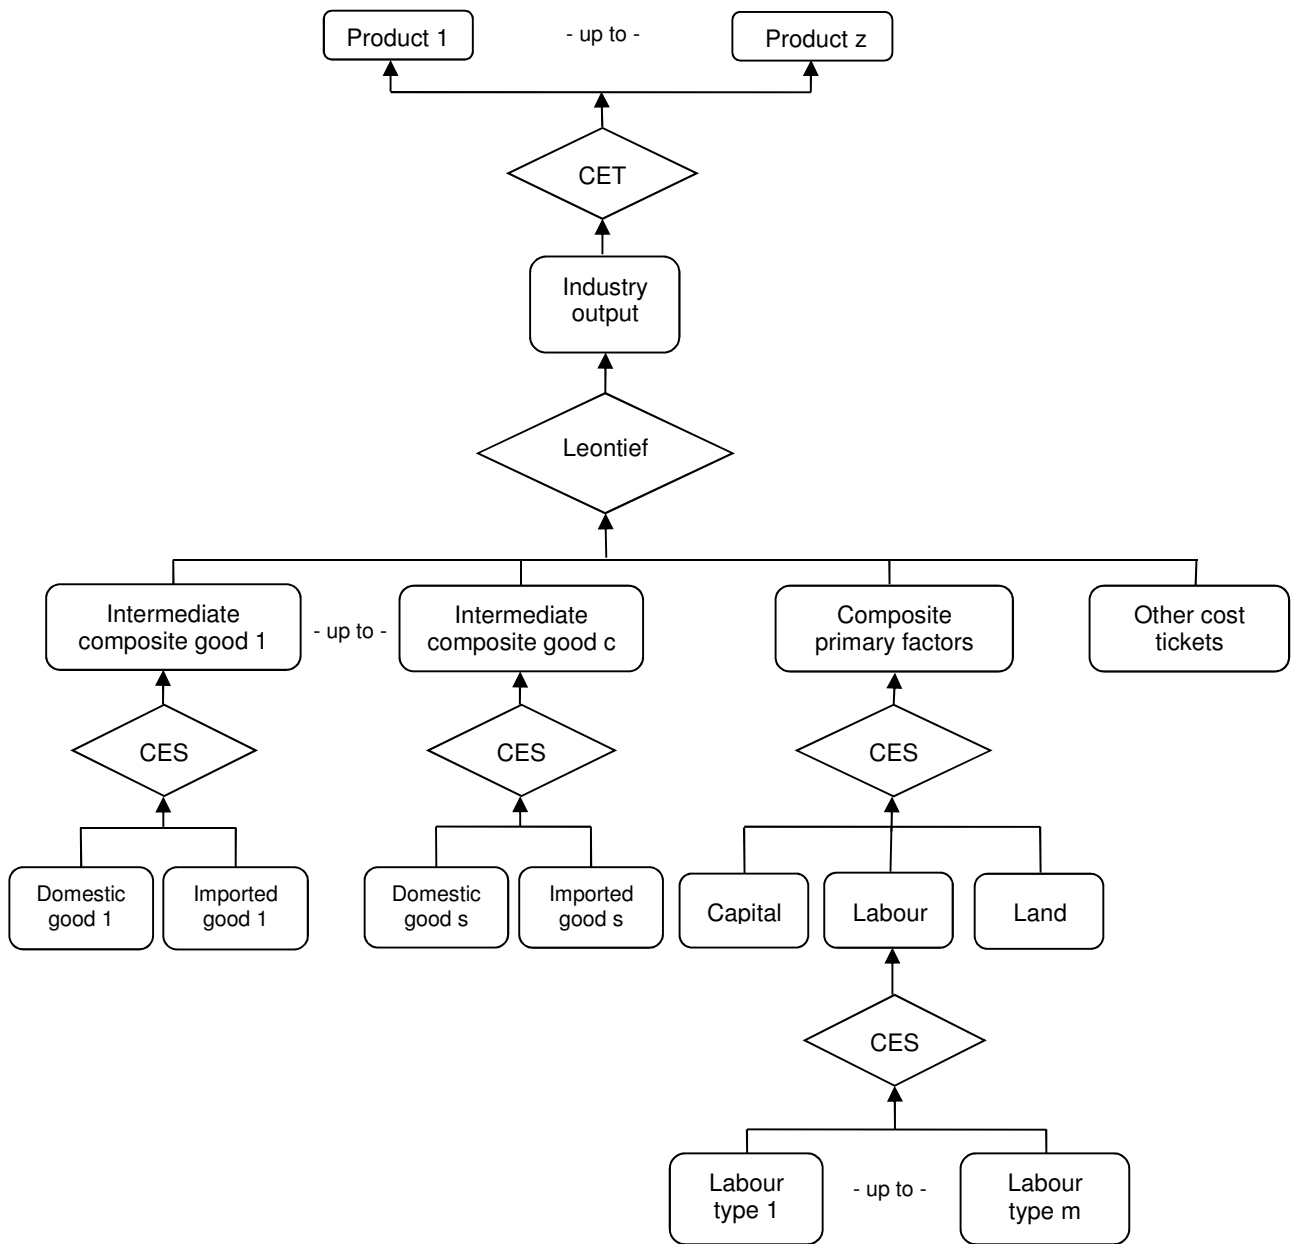 Product 1
- up to -
Product z
CET
Industry
output
Leontief
Intermediate
composite good 1
- up to -
Intermediate
composite good c
Composite
primary factors
Other cost
tickets
CES
CES
CES
Domestic
good 1
Imported
good 1
Domestic
good s
Imported
good s
Capital
Labour
Land
CES
Labour
type 1
- up to -
Labour
type m